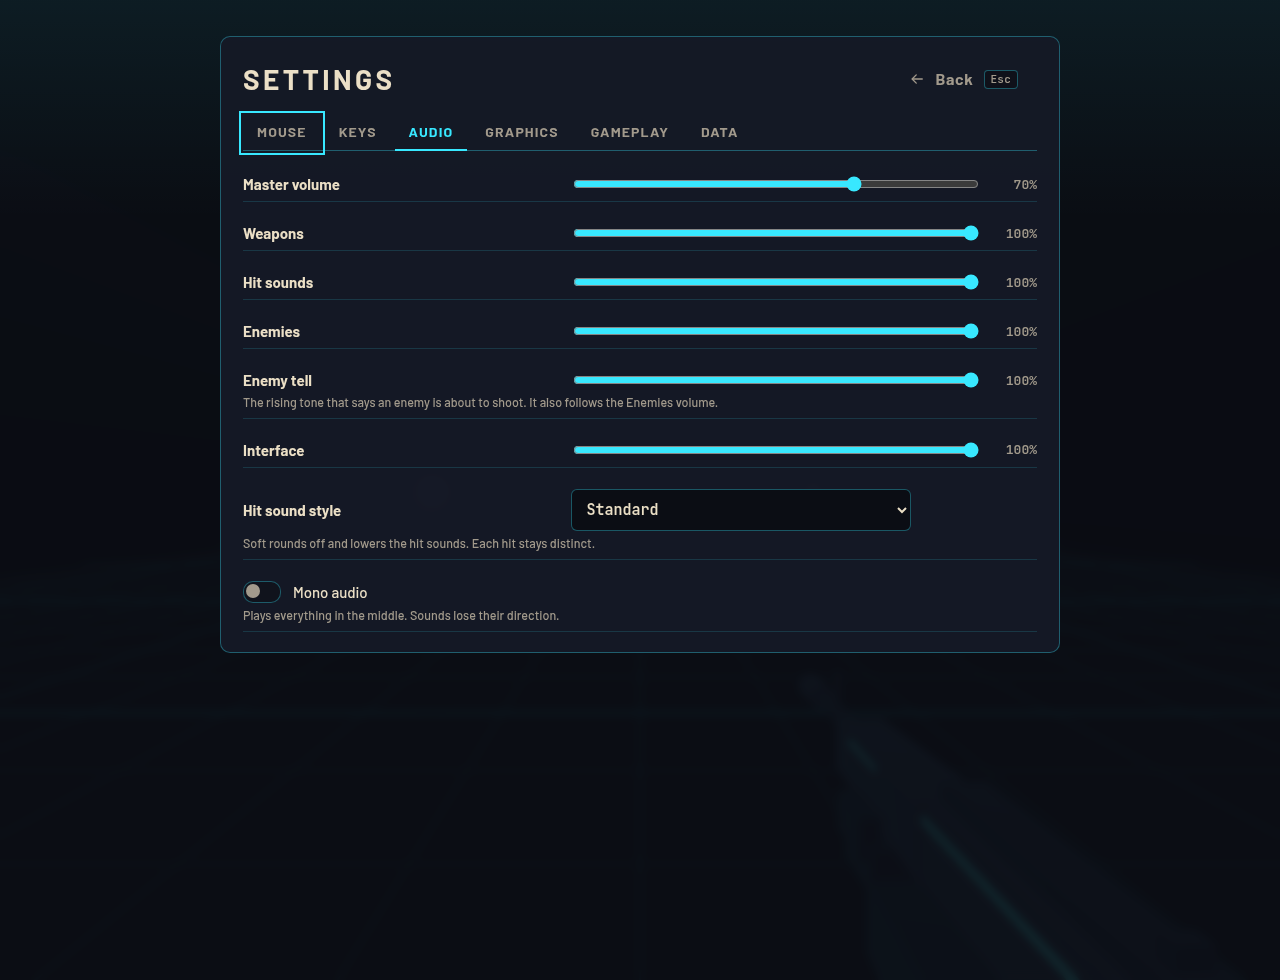 SETTINGS
← Back Esc
MOUSE KEYS AUDIO GRAPHICS GAMEPLAY DATA
Master volume 70%
Weapons 100%
Hit sounds 100%
Enemies 100%
Enemy tell 100%
The rising tone that says an enemy is about to shoot. It also follows the Enemies volume.
Interface 100%
Hit sound style Standard
Soft rounds off and lowers the hit sounds. Each hit stays distinct.
Mono audio
Plays everything in the middle. Sounds lose their direction.